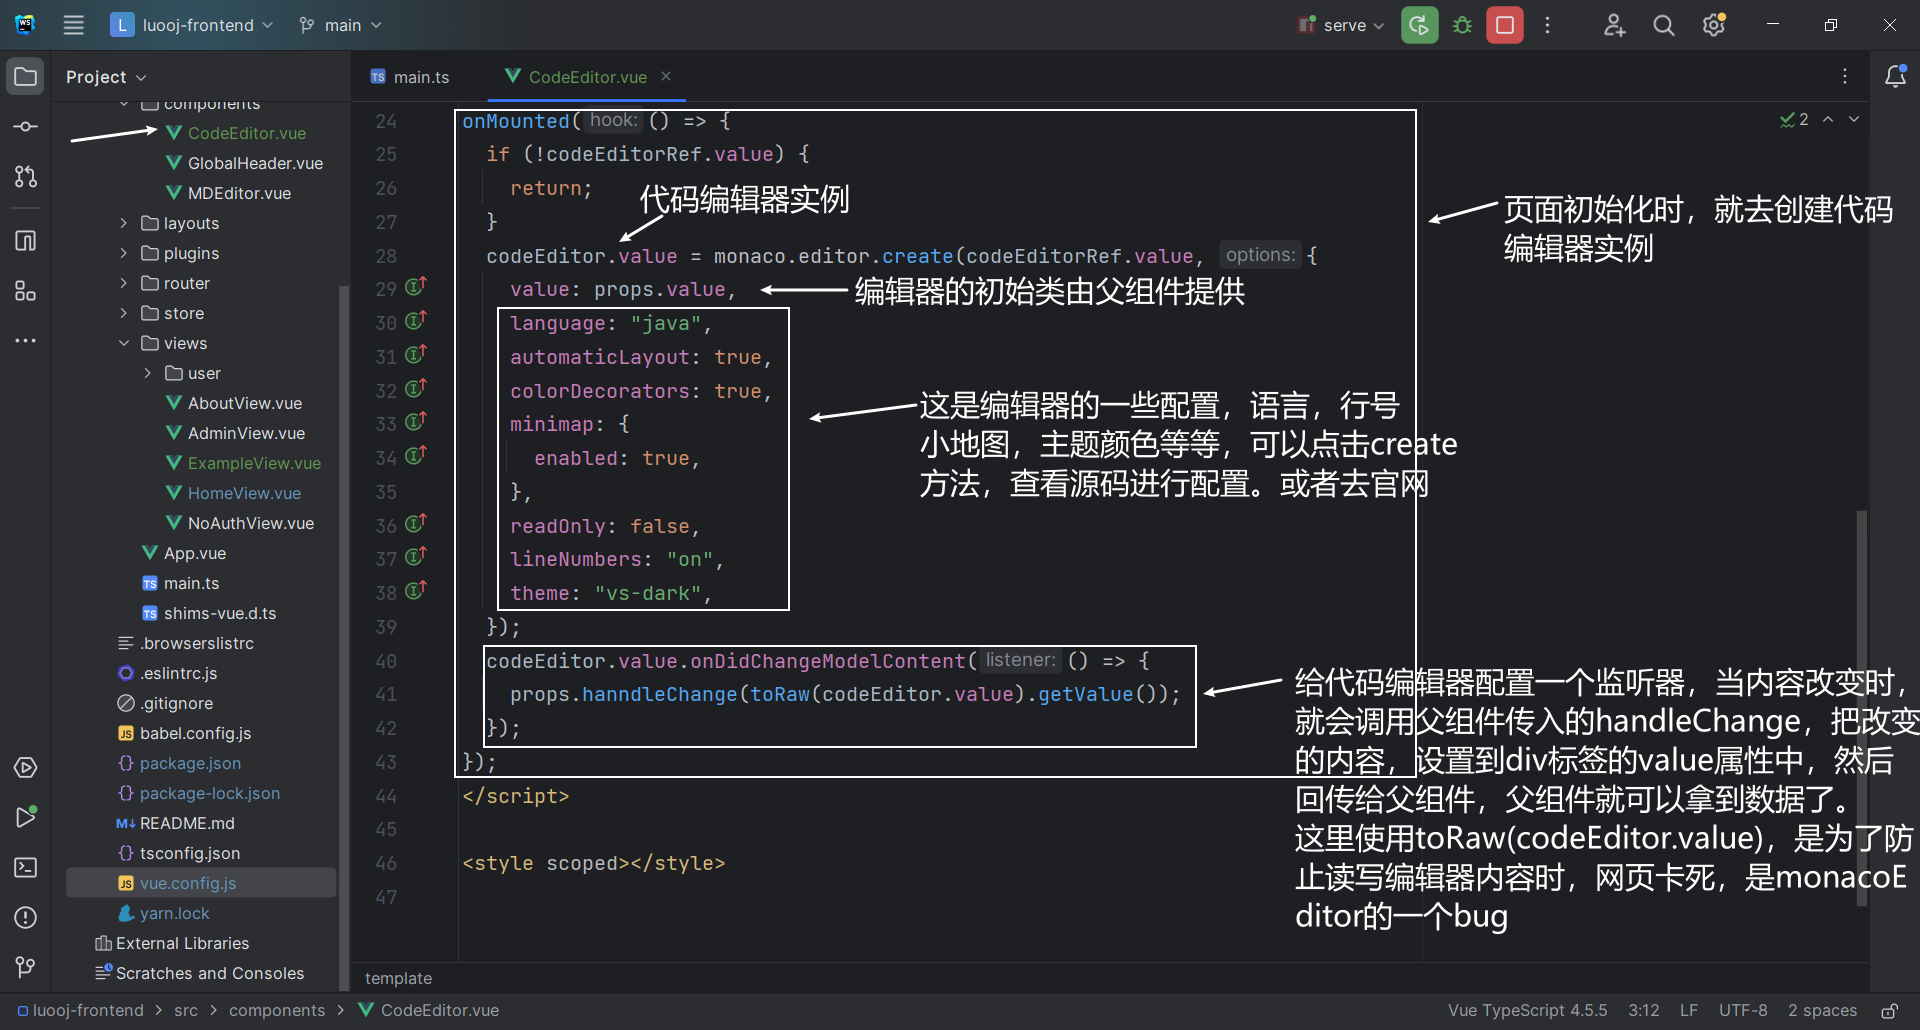 luooj-frontend
main
serve
Project
main.ts
CodeEditor.vue
components
CodeEditor.vue
GlobalHeader.vue
MDEditor.vue
layouts
plugins
router
store
views
user
AboutView.vue
AdminView.vue
ExampleView.vue
HomeView.vue
NoAuthView.vue
App.vue
TS main.ts
TS shims-vue.d.ts
.browserslistrc
.eslintrc.js
.gitignore
JS babel.config.js
{} package.json
{} package-lock.json
M↓ README.md
{} tsconfig.json
JS vue.config.js
yarn.lock
External Libraries
Scratches and Consoles
2
24 onMounted( hook: () => {
25 if (!codeEditorRef.value) {
26 return;
27 }
28 codeEditor.value = monaco.editor.create(codeEditorRef.value, options: {
29 value: props.value,
30 language: "java",
31 automaticLayout: true,
32 colorDecorators: true,
33 minimap: {
34 enabled: true,
35 },
36 readOnly: false,
37 lineNumbers: "on",
38 theme: "vs-dark",
39 });
40 codeEditor.value.onDidChangeModelContent( listener: () => {
41 props.hanndleChange(toRaw(codeEditor.value).getValue());
42 });
43 });
44 </script>
45
46 <style scoped></style>
47
代码编辑器实例
页面初始化时，就去创建代码
编辑器实例
编辑器的初始类由父组件提供
这是编辑器的一些配置，语言，行号
小地图，主题颜色等等，可以点击create
方法，查看源码进行配置。或者去官网
给代码编辑器配置一个监听器，当内容改变时，
就会调用父组件传入的handleChange，把改变
的内容，设置到div标签的value属性中，然后
回传给父组件，父组件就可以拿到数据了。
这里使用toRaw(codeEditor.value)，是为了防
止读写编辑器内容时，网页卡死，是monacoE
ditor的一个bug
template
luooj-frontend > src > components > CodeEditor.vue
Vue TypeScript 4.5.5 3:12 LF UTF-8 2 spaces